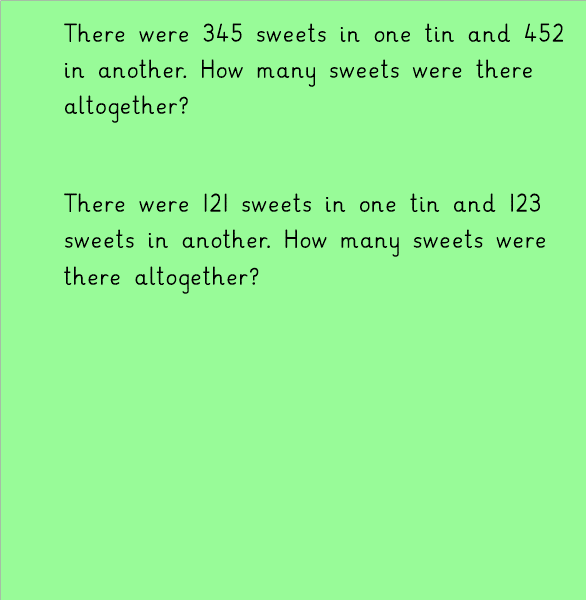 There were 345 sweets in one tin and 452
in another. How many sweets were there
altogether?
There were 121 sweets in one tin and 123
sweets in another. How many sweets were
there altogether?